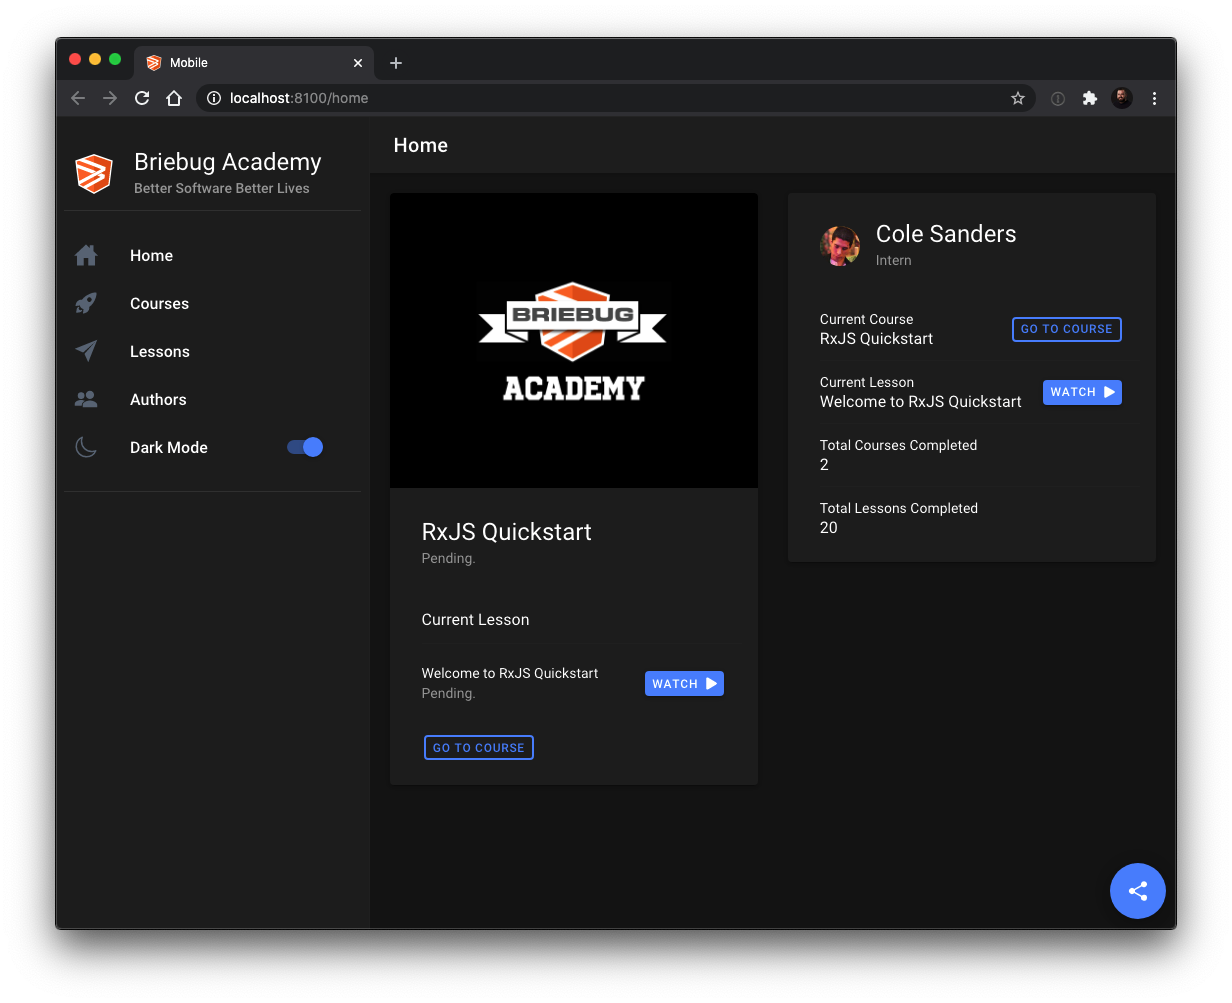 Mobile
localhost:8100/home
Briebug Academy
Better Software Better Lives
Home
Courses
Lessons
Authors
Dark Mode
Home
BRIEBUG
ACADEMY
RxJS Quickstart
Pending.
Current Lesson
Welcome to RxJS Quickstart
Pending.
WATCH
GO TO COURSE
Cole Sanders
Intern
Current Course
RxJS Quickstart
GO TO COURSE
Current Lesson
Welcome to RxJS Quickstart
WATCH
Total Courses Completed
2
Total Lessons Completed
20